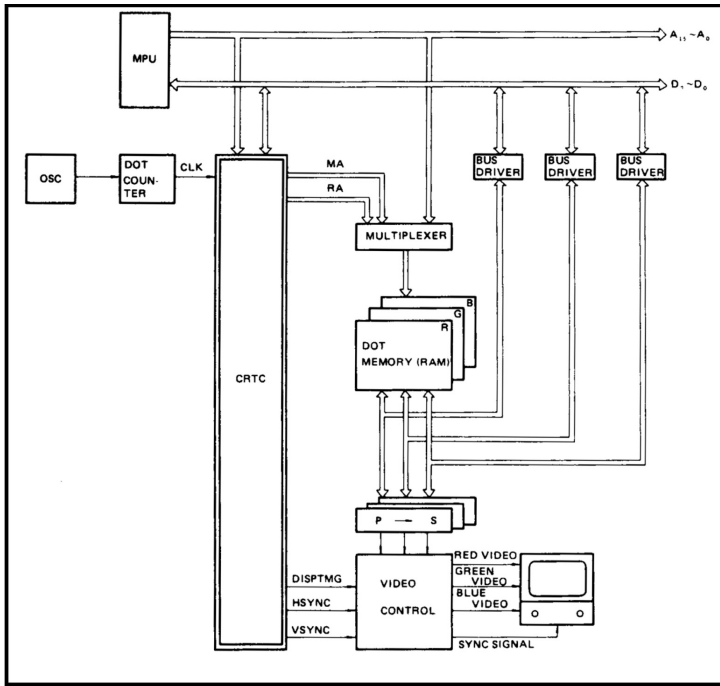 MPU
A₁₅~A₀
D₇~D₀
OSC
DOT
COUN-
TER
CLK
MA
RA
BUS
DRIVER
BUS
DRIVER
BUS
DRIVER
MULTIPLEXER
B
G
R
DOT
MEMORY (RAM)
CRTC
P → S
DISPTMG
HSYNC
VSYNC
VIDEO
CONTROL
RED VIDEO
GREEN
VIDEO
BLUE
VIDEO
SYNC SIGNAL